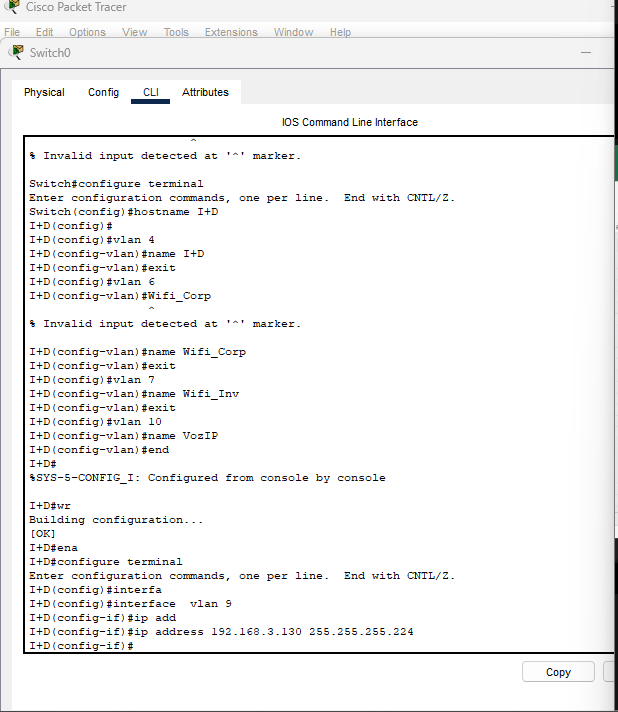 Cisco Packet Tracer
File Edit Options View Tools Extensions Window Help
Switch0
Physical Config CLI Attributes
IOS Command Line Interface
^
% Invalid input detected at '^' marker.
Switch#configure terminal
Enter configuration commands, one per line.  End with CNTL/Z.
Switch(config)#hostname I+D
I+D(config)#
I+D(config)#vlan 4
I+D(config-vlan)#name I+D
I+D(config-vlan)#exit
I+D(config)#vlan 6
I+D(config-vlan)#Wifi_Corp
^
% Invalid input detected at '^' marker.
I+D(config-vlan)#name Wifi_Corp
I+D(config-vlan)#exit
I+D(config)#vlan 7
I+D(config-vlan)#name Wifi_Inv
I+D(config-vlan)#exit
I+D(config)#vlan 10
I+D(config-vlan)#name VozIP
I+D(config-vlan)#end
I+D#
%SYS-5-CONFIG_I: Configured from console by console
I+D#wr
Building configuration...
[OK]
I+D#ena
I+D#configure terminal
Enter configuration commands, one per line.  End with CNTL/Z.
I+D(config)#interfa
I+D(config)#interface  vlan 9
I+D(config-if)#ip add
I+D(config-if)#ip address 192.168.3.130 255.255.255.224
I+D(config-if)#
Copy